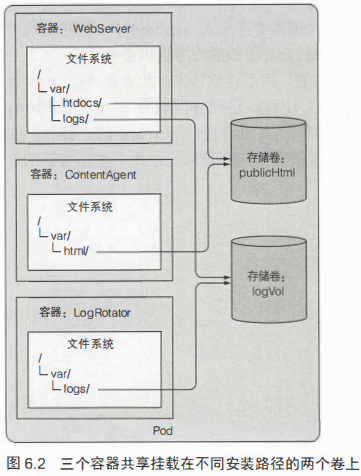 容器：WebServer
文件系统
/
var/
htdocs/
logs/
存储卷：
publicHtml
容器：ContentAgent
文件系统
/
var/
html/
存储卷：
logVol
容器：LogRotator
文件系统
/
var/
logs/
Pod
图 6.2 三个容器共享挂载在不同安装路径的两个卷上